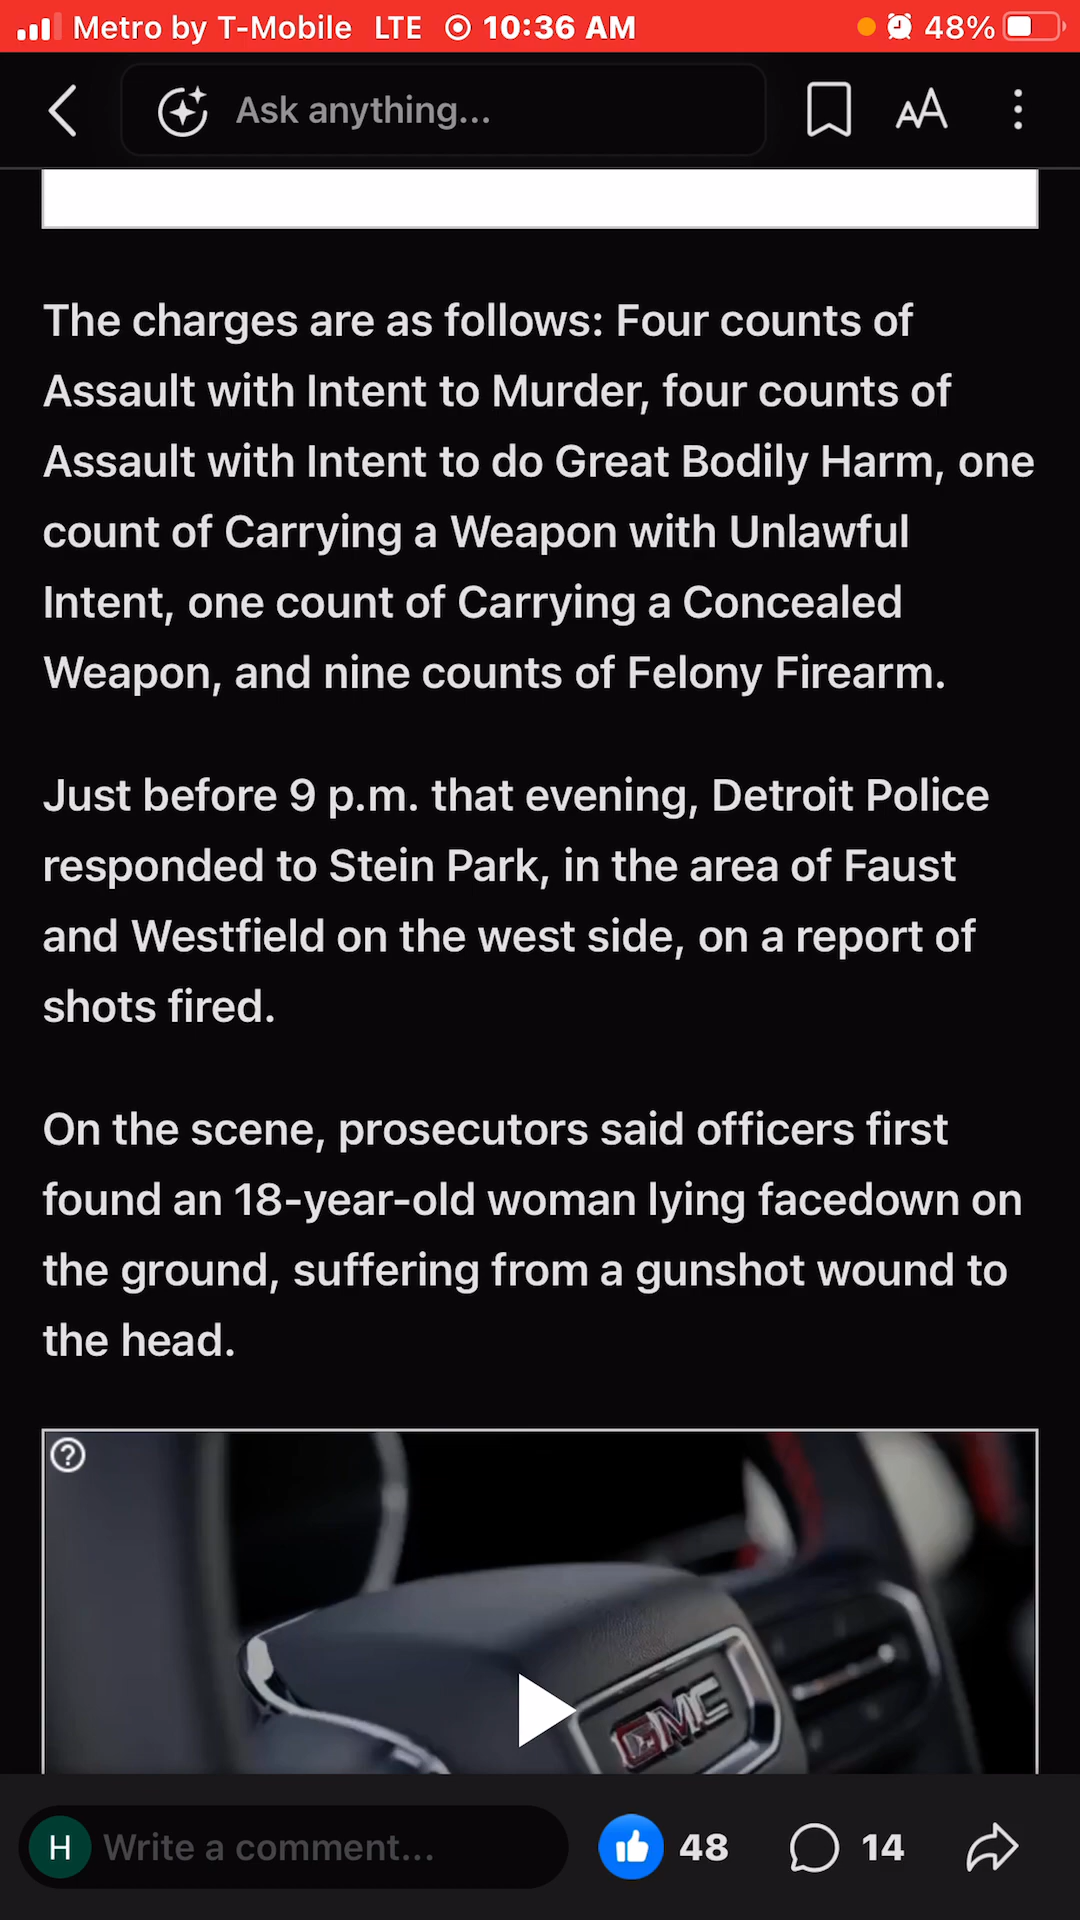 Metro by T-Mobile LTE 10:36 AM 48%
Ask anything... AA
The charges are as follows: Four counts of
Assault with Intent to Murder, four counts of
Assault with Intent to do Great Bodily Harm, one
count of Carrying a Weapon with Unlawful
Intent, one count of Carrying a Concealed
Weapon, and nine counts of Felony Firearm.
Just before 9 p.m. that evening, Detroit Police
responded to Stein Park, in the area of Faust
and Westfield on the west side, on a report of
shots fired.
On the scene, prosecutors said officers first
found an 18-year-old woman lying facedown on
the ground, suffering from a gunshot wound to
the head.
?
GMC
H Write a comment... 48 14